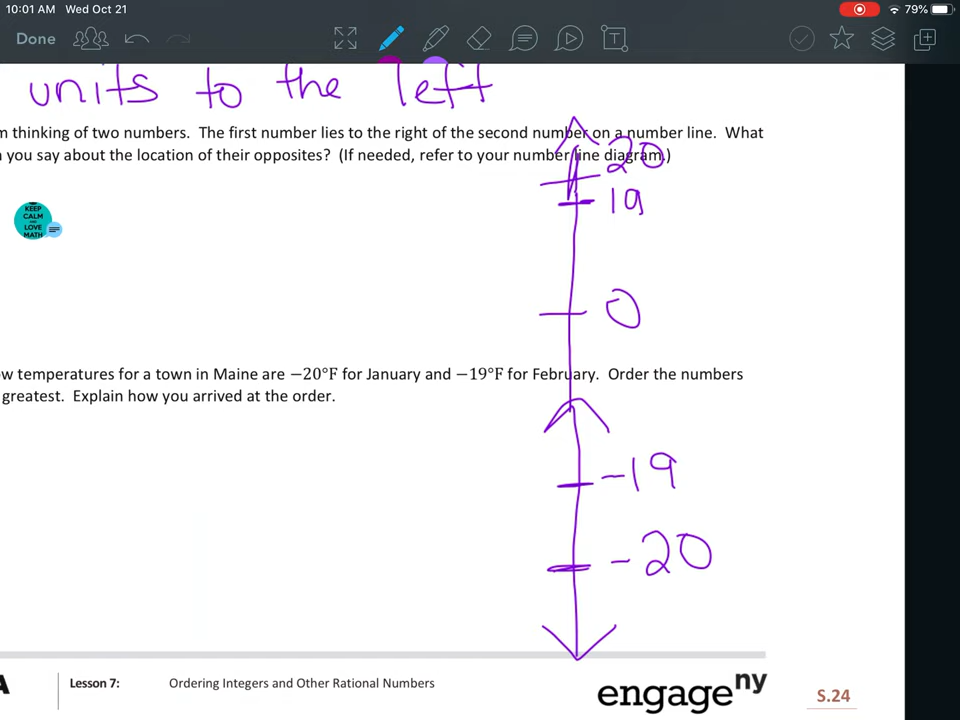 10:01 AM Wed Oct 21
79%
Done
units to the left
m thinking of two numbers. The first number lies to the right of the second number on a number line. What
you say about the location of their opposites? (If needed, refer to your number line diagram.)
20
19
KEEP
CALM
AND
LOVE
MATH
0
ow temperatures for a town in Maine are −20°F for January and −19°F for February. Order the numbers
greatest. Explain how you arrived at the order.
-19
-20
A
Lesson 7: Ordering Integers and Other Rational Numbers
engage ny
S.24